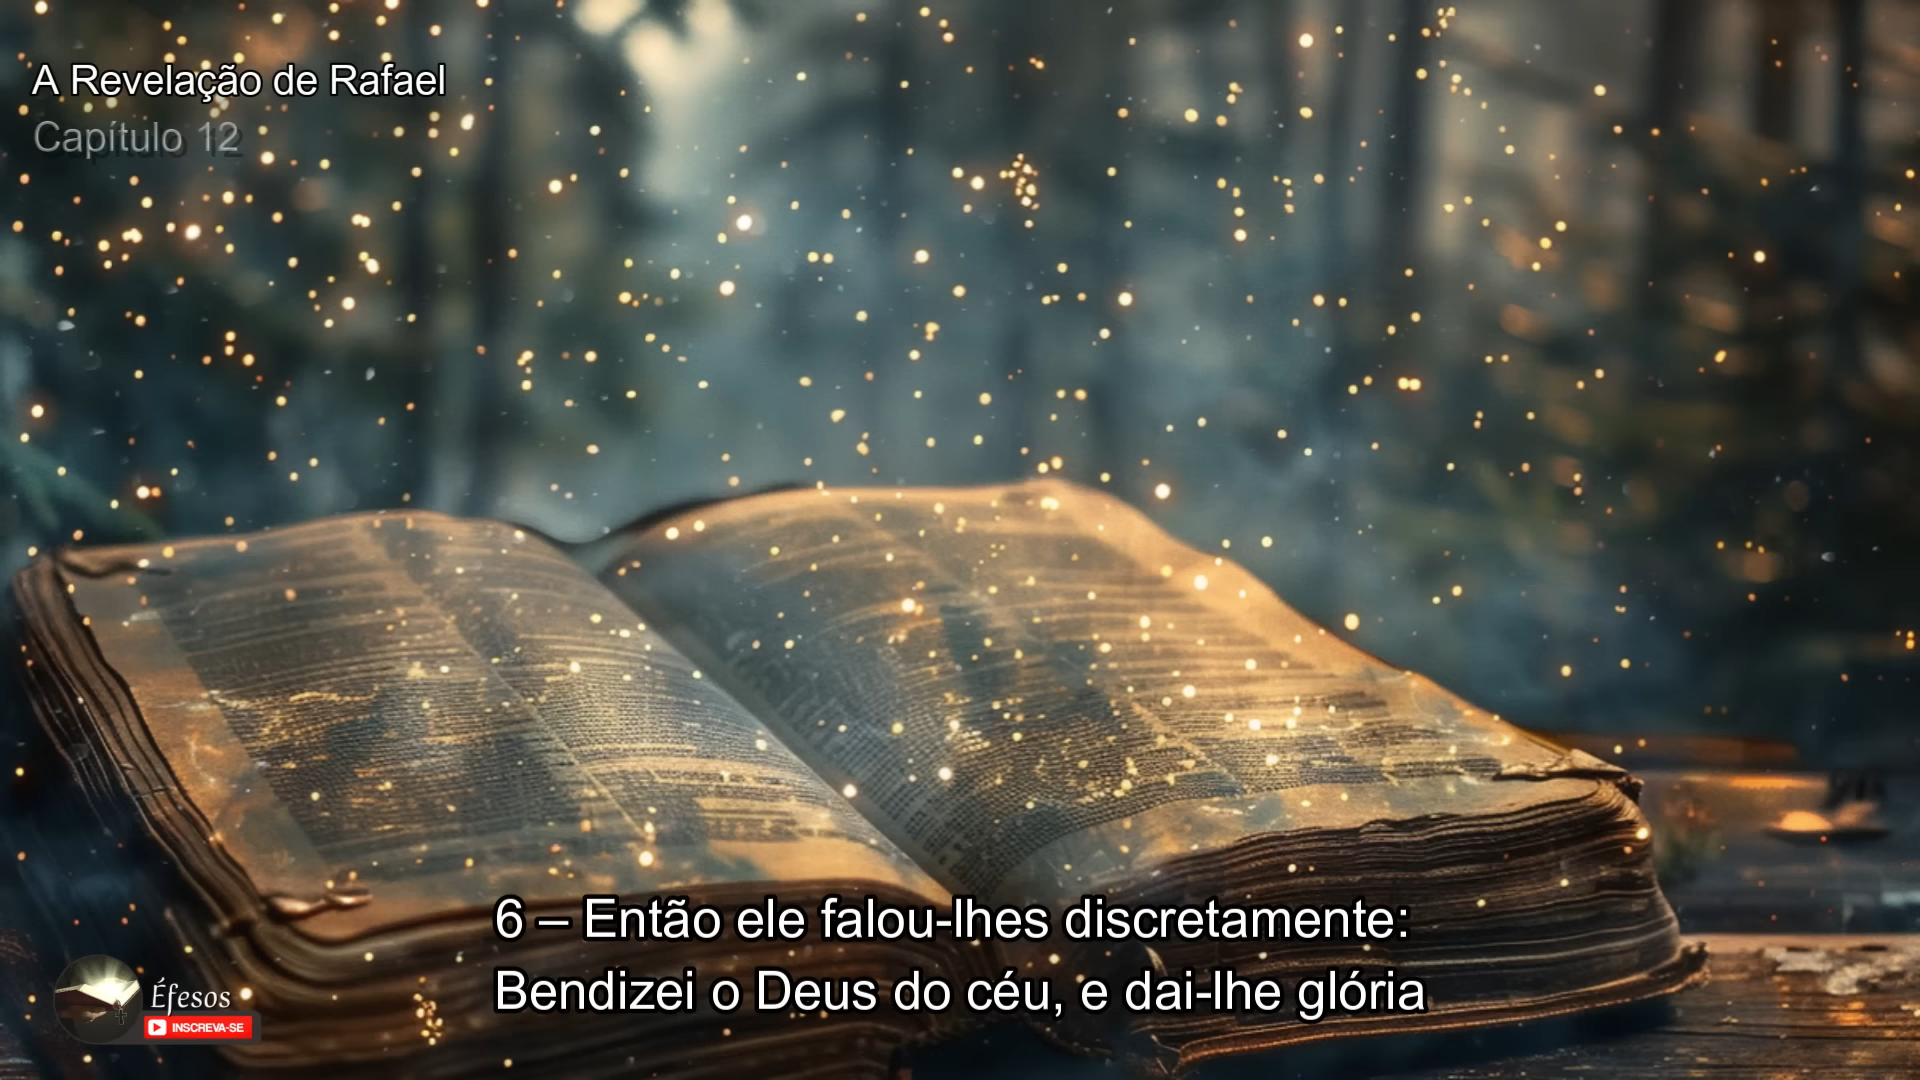 A Revelação de Rafael
Capítulo 12
6 – Então ele falou-lhes discretamente:
Bendizei o Deus do céu, e dai-lhe glória
Éfesos
INSCREVA-SE